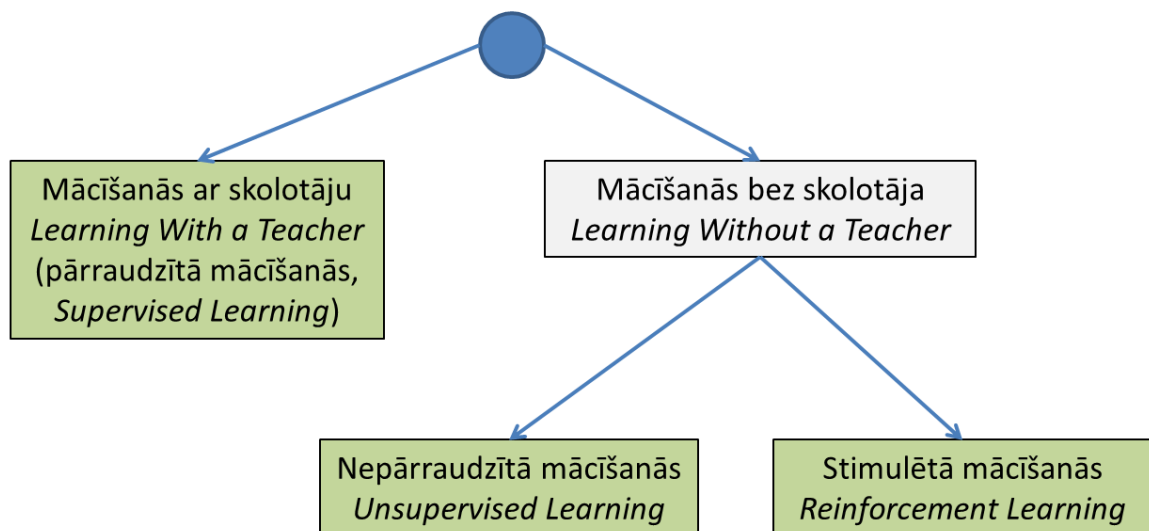 Mācīšanās ar skolotāju
Learning With a Teacher
(pārraudzītā mācīšanās,
Supervised Learning)
Mācīšanās bez skolotāja
Learning Without a Teacher
Nepārraudzītā mācīšanās
Unsupervised Learning
Stimulētā mācīšanās
Reinforcement Learning